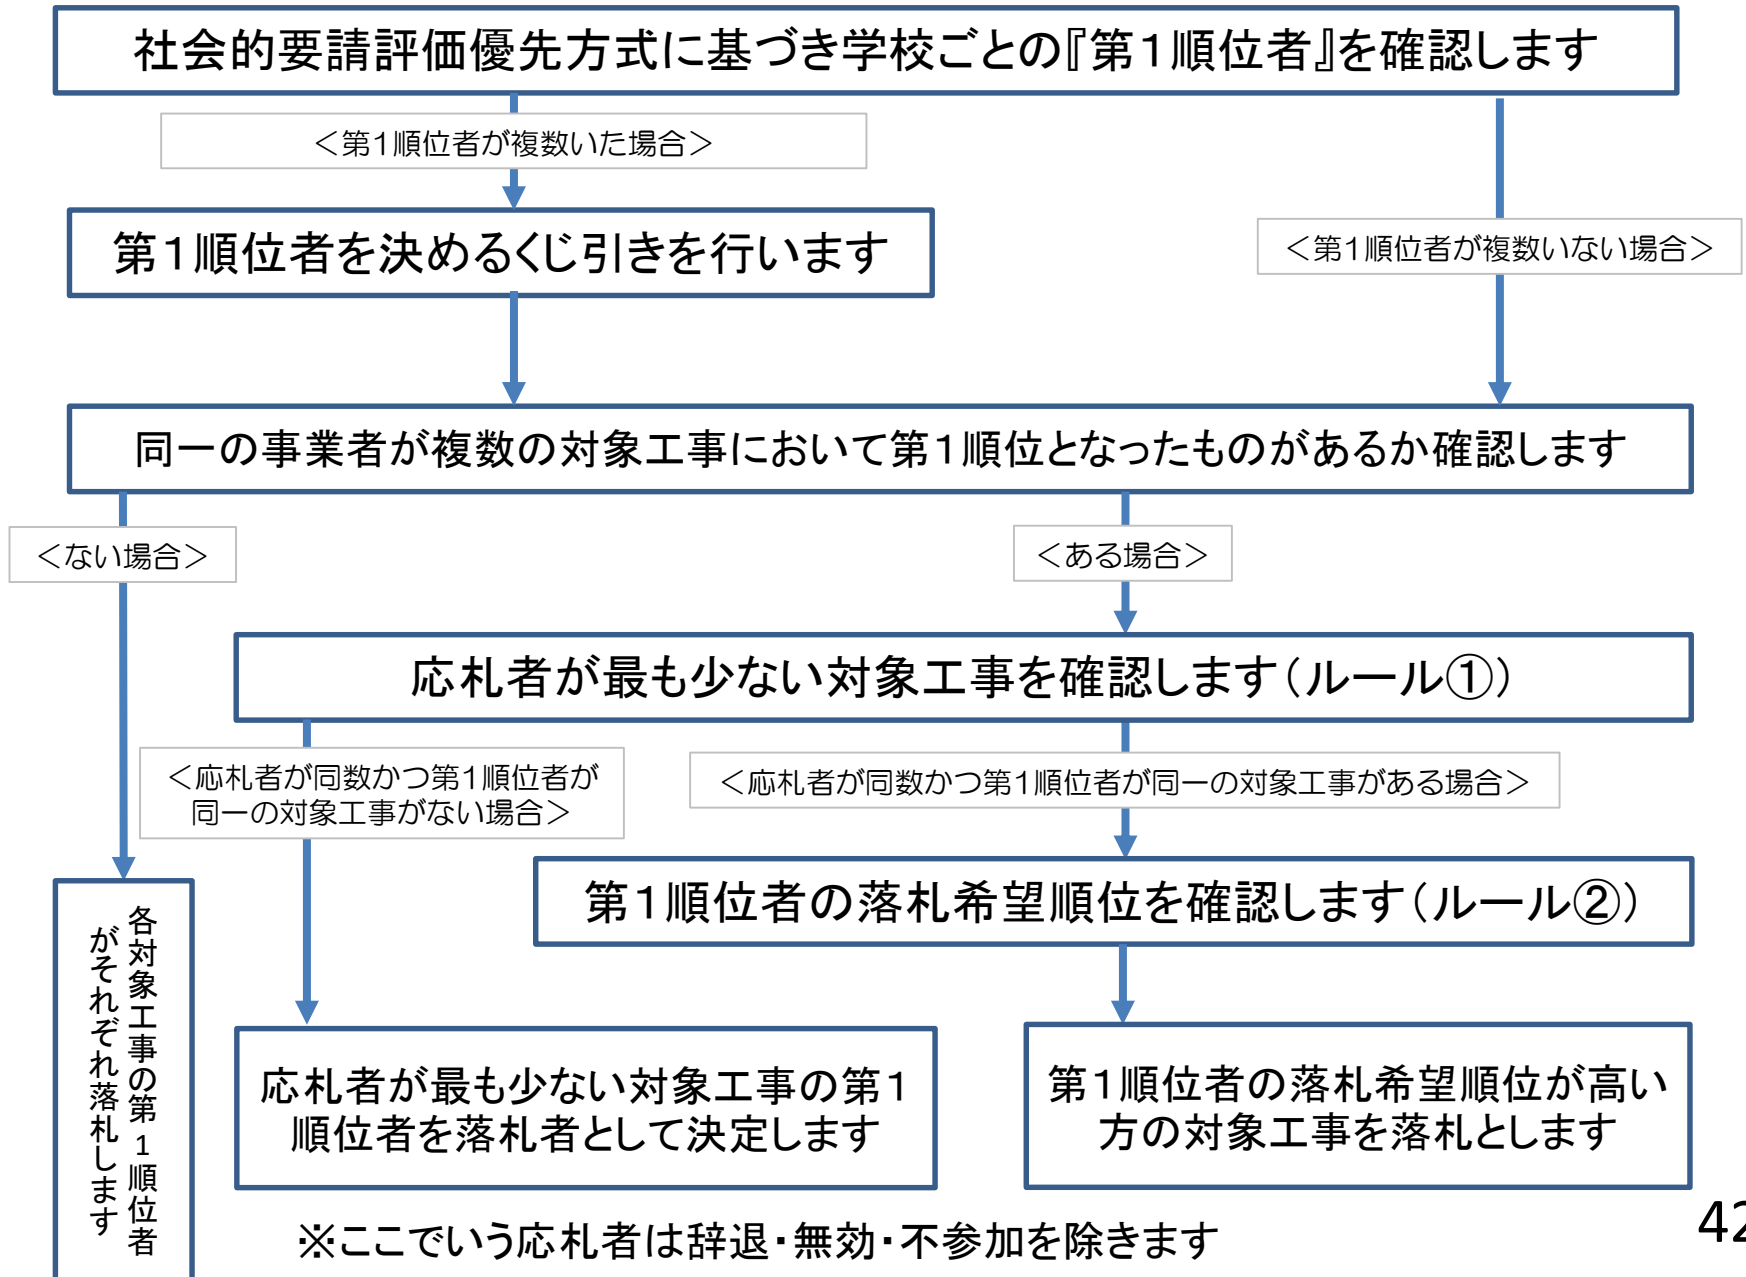 社会的要請評価優先方式に基づき学校ごとの『第1順位者』を確認します
＜第1順位者が複数いた場合＞
第1順位者を決めるくじ引きを行います
＜第1順位者が複数いない場合＞
同一の事業者が複数の対象工事において第1順位となったものがあるか確認します
＜ない場合＞
＜ある場合＞
応札者が最も少ない対象工事を確認します（ルール①）
＜応札者が同数かつ第1順位者が
同一の対象工事がない場合＞
＜応札者が同数かつ第1順位者が同一の対象工事がある場合＞
第1順位者の落札希望順位を確認します（ルール②）
各対象工事の第1順位者
がそれぞれ落札します
応札者が最も少ない対象工事の第1
順位者を落札者として決定します
第1順位者の落札希望順位が高い
方の対象工事を落札とします
※ここでいう応札者は辞退・無効・不参加を除きます
42